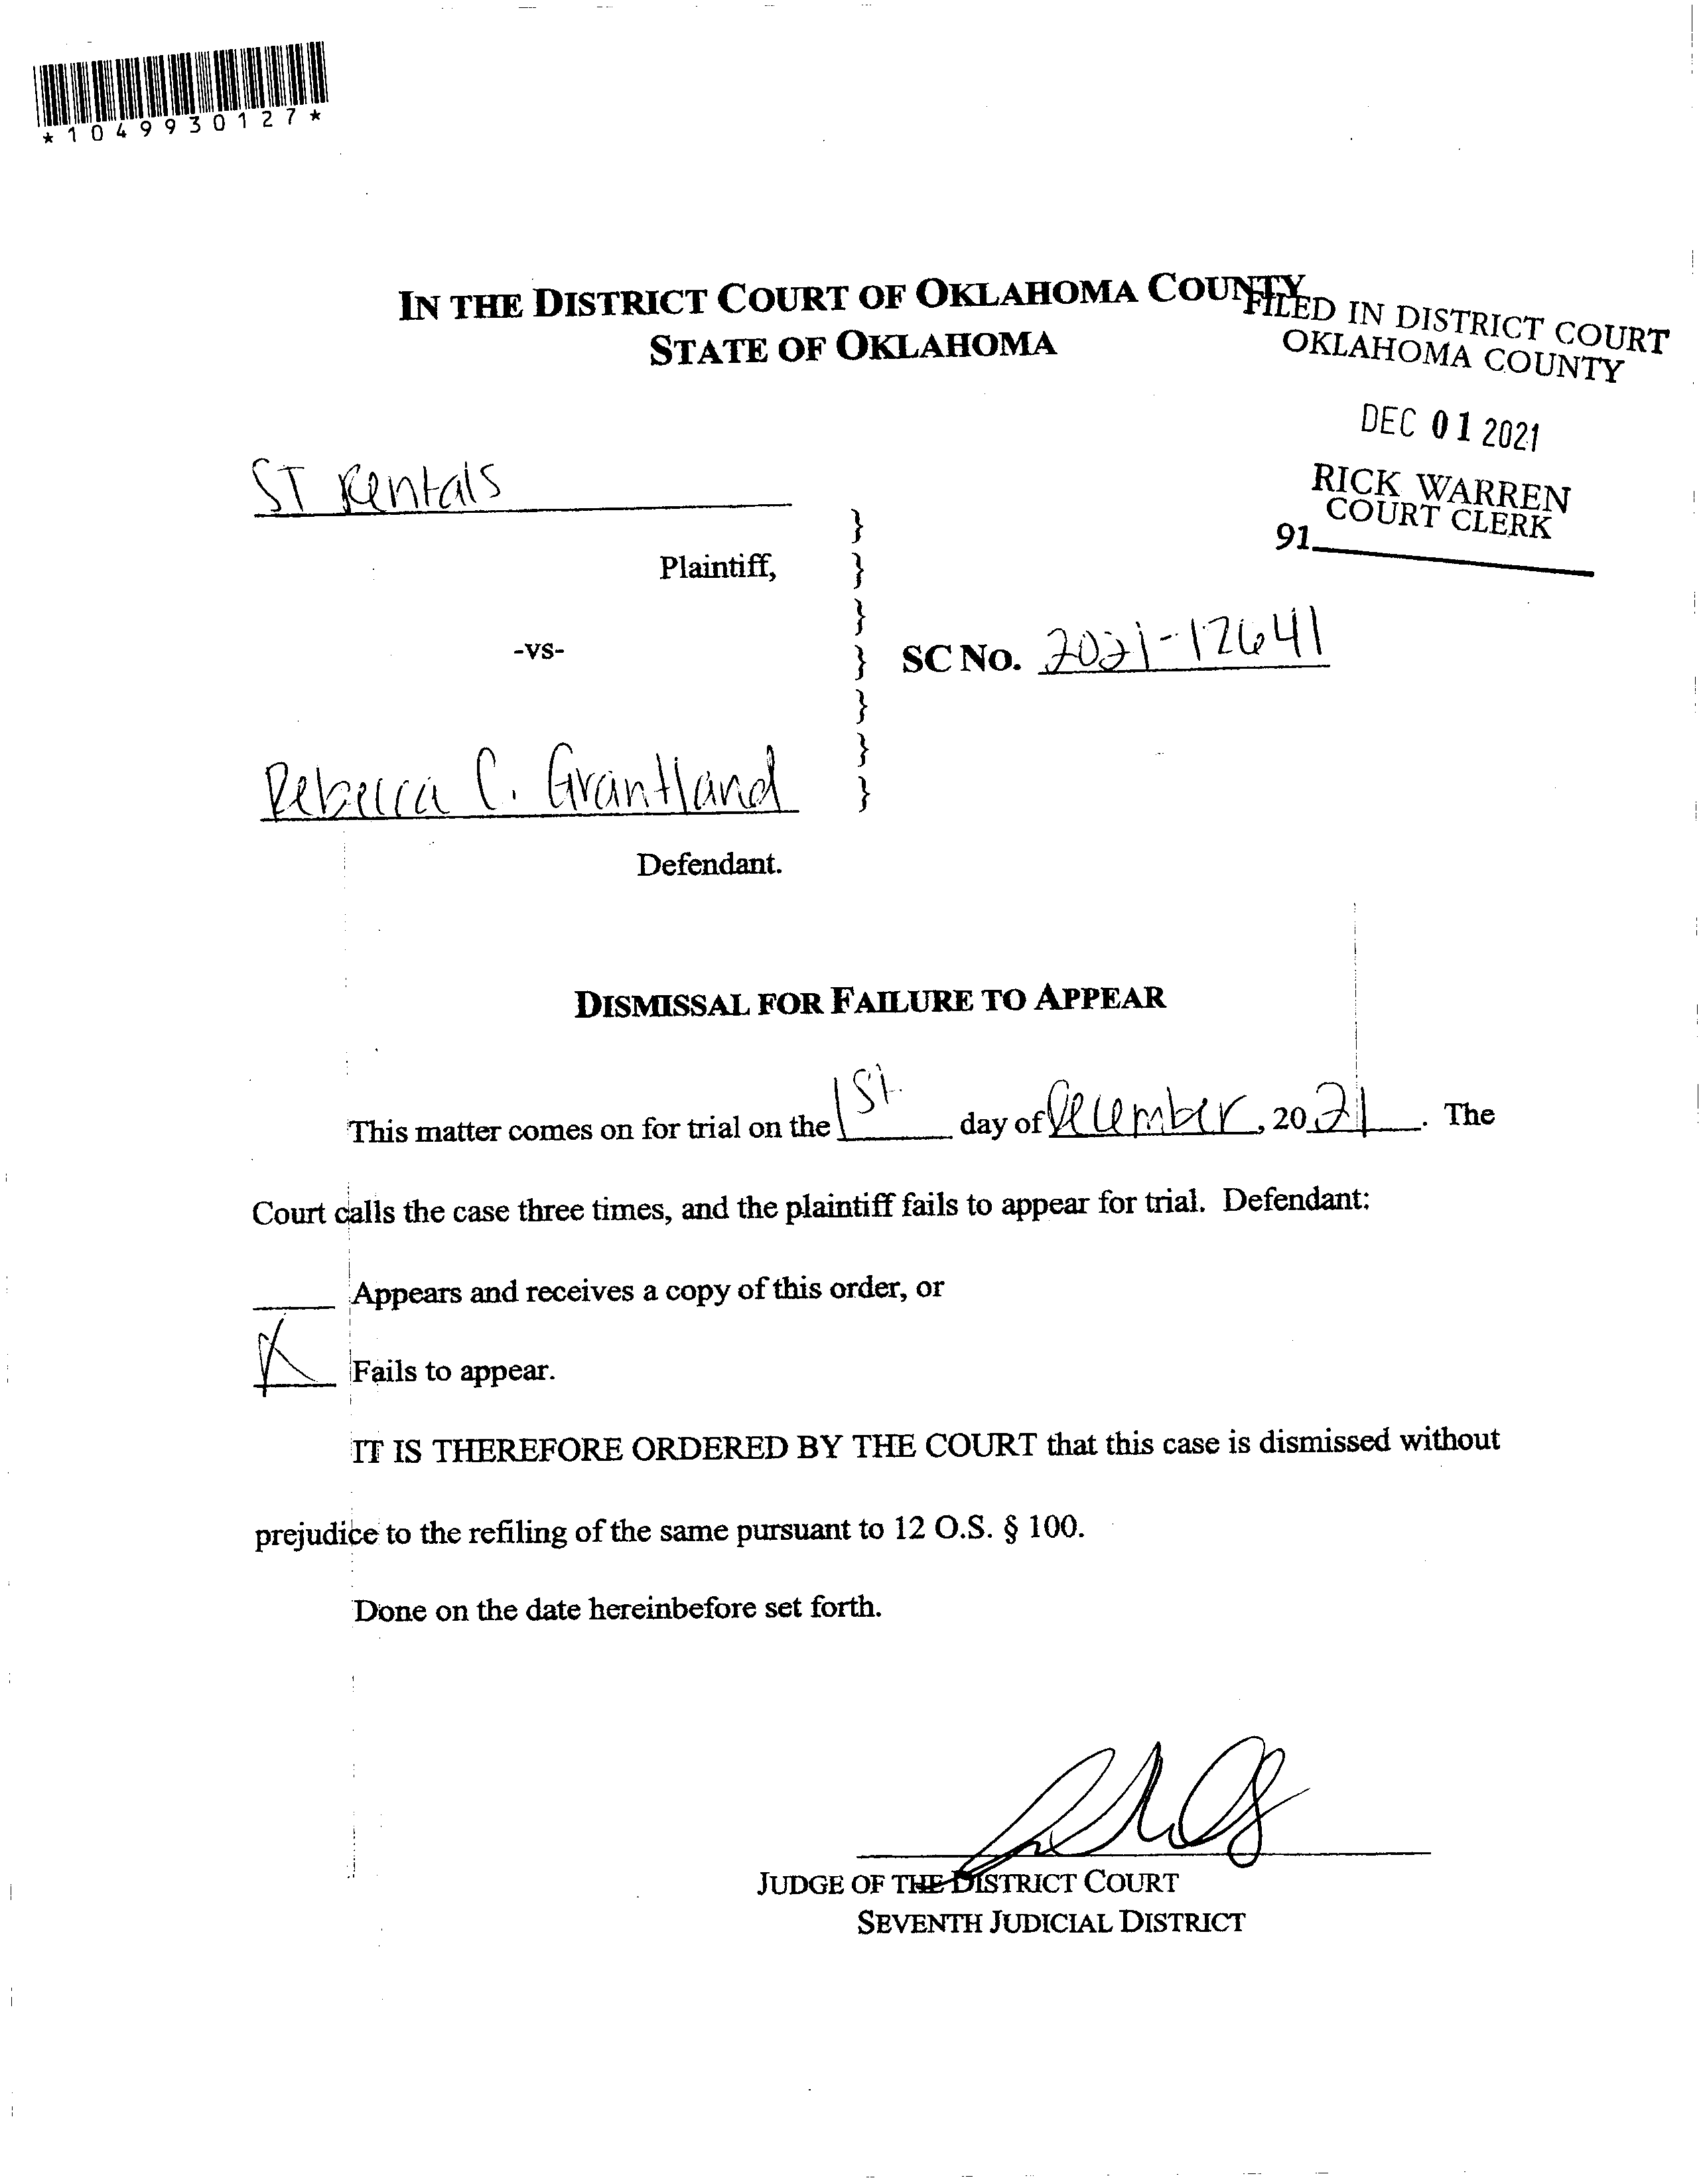 *1049930127*
IN THE DISTRICT COURT OF OKLAHOMA COUNTY
STATE OF OKLAHOMA
FILED IN DISTRICT COURT
OKLAHOMA COUNTY
DEC 01 2021
RICK WARREN
COURT CLERK
91
ST Rentals
Plaintiff,
-vs-
SC No. 2021-12641
Rebecca C. Grantland
Defendant.
}
}
}
}
}
}
}
DISMISSAL FOR FAILURE TO APPEAR
This matter comes on for trial on the 1st day of December, 2021. The
Court calls the case three times, and the plaintiff fails to appear for trial. Defendant:
Appears and receives a copy of this order, or
X Fails to appear.
IT IS THEREFORE ORDERED BY THE COURT that this case is dismissed without
prejudice to the refiling of the same pursuant to 12 O.S. § 100.
Done on the date hereinbefore set forth.
JUDGE OF THE DISTRICT COURT
SEVENTH JUDICIAL DISTRICT